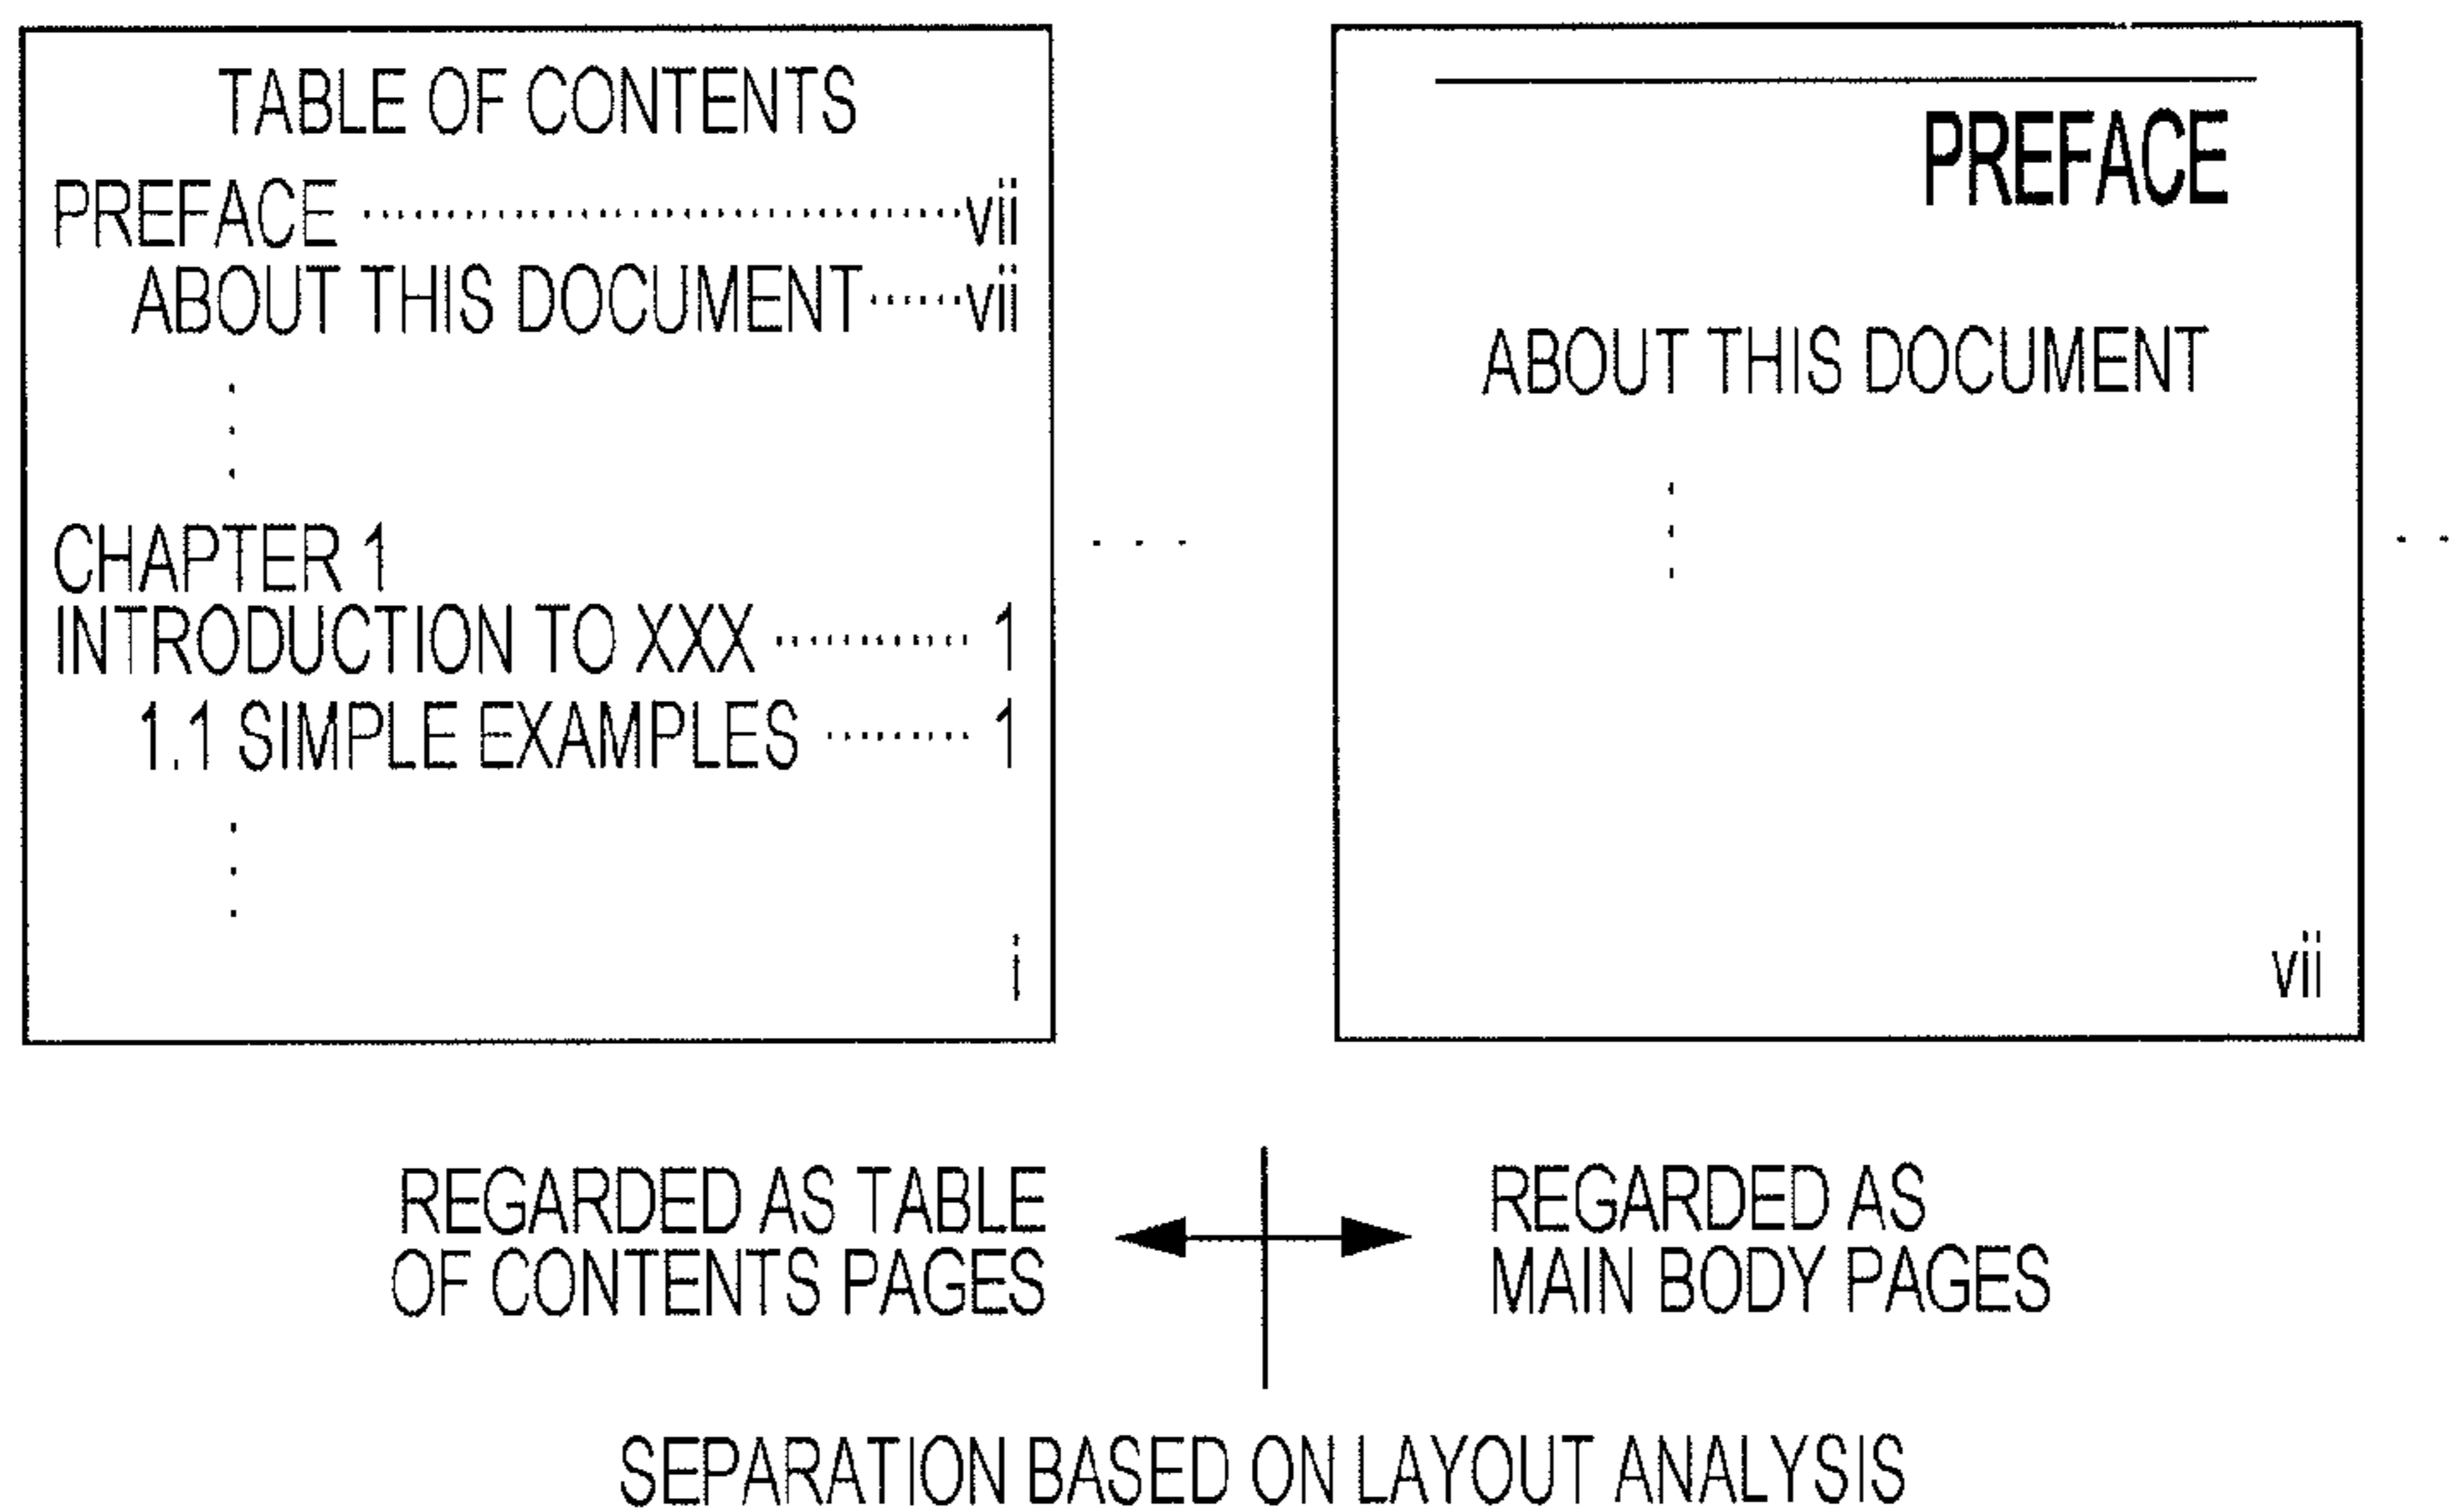 TABLE OF CONTENTS
PREFACE ........................................ vii
ABOUT THIS DOCUMENT ...... vii
CHAPTER 1
INTRODUCTION TO XXX ............ 1
1.1 SIMPLE EXAMPLES ......... 1
i
PREFACE
ABOUT THIS DOCUMENT
vii
REGARDED AS TABLE
OF CONTENTS PAGES
REGARDED AS
MAIN BODY PAGES
SEPARATION BASED ON LAYOUT ANALYSIS